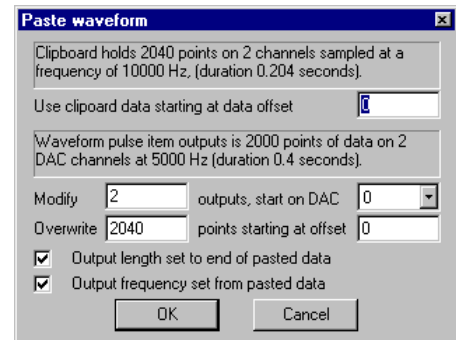 Paste waveform
Clipboard holds 2040 points on 2 channels sampled at a
frequency of 10000 Hz, (duration 0.204 seconds).
Use clipoard data starting at data offset 0
Waveform pulse item outputs is 2000 points of data on 2
DAC channels at 5000 Hz (duration 0.4 seconds).
Modify 2 outputs, start on DAC 0
Overwrite 2040 points starting at offset 0
Output length set to end of pasted data
Output frequency set from pasted data
OK Cancel